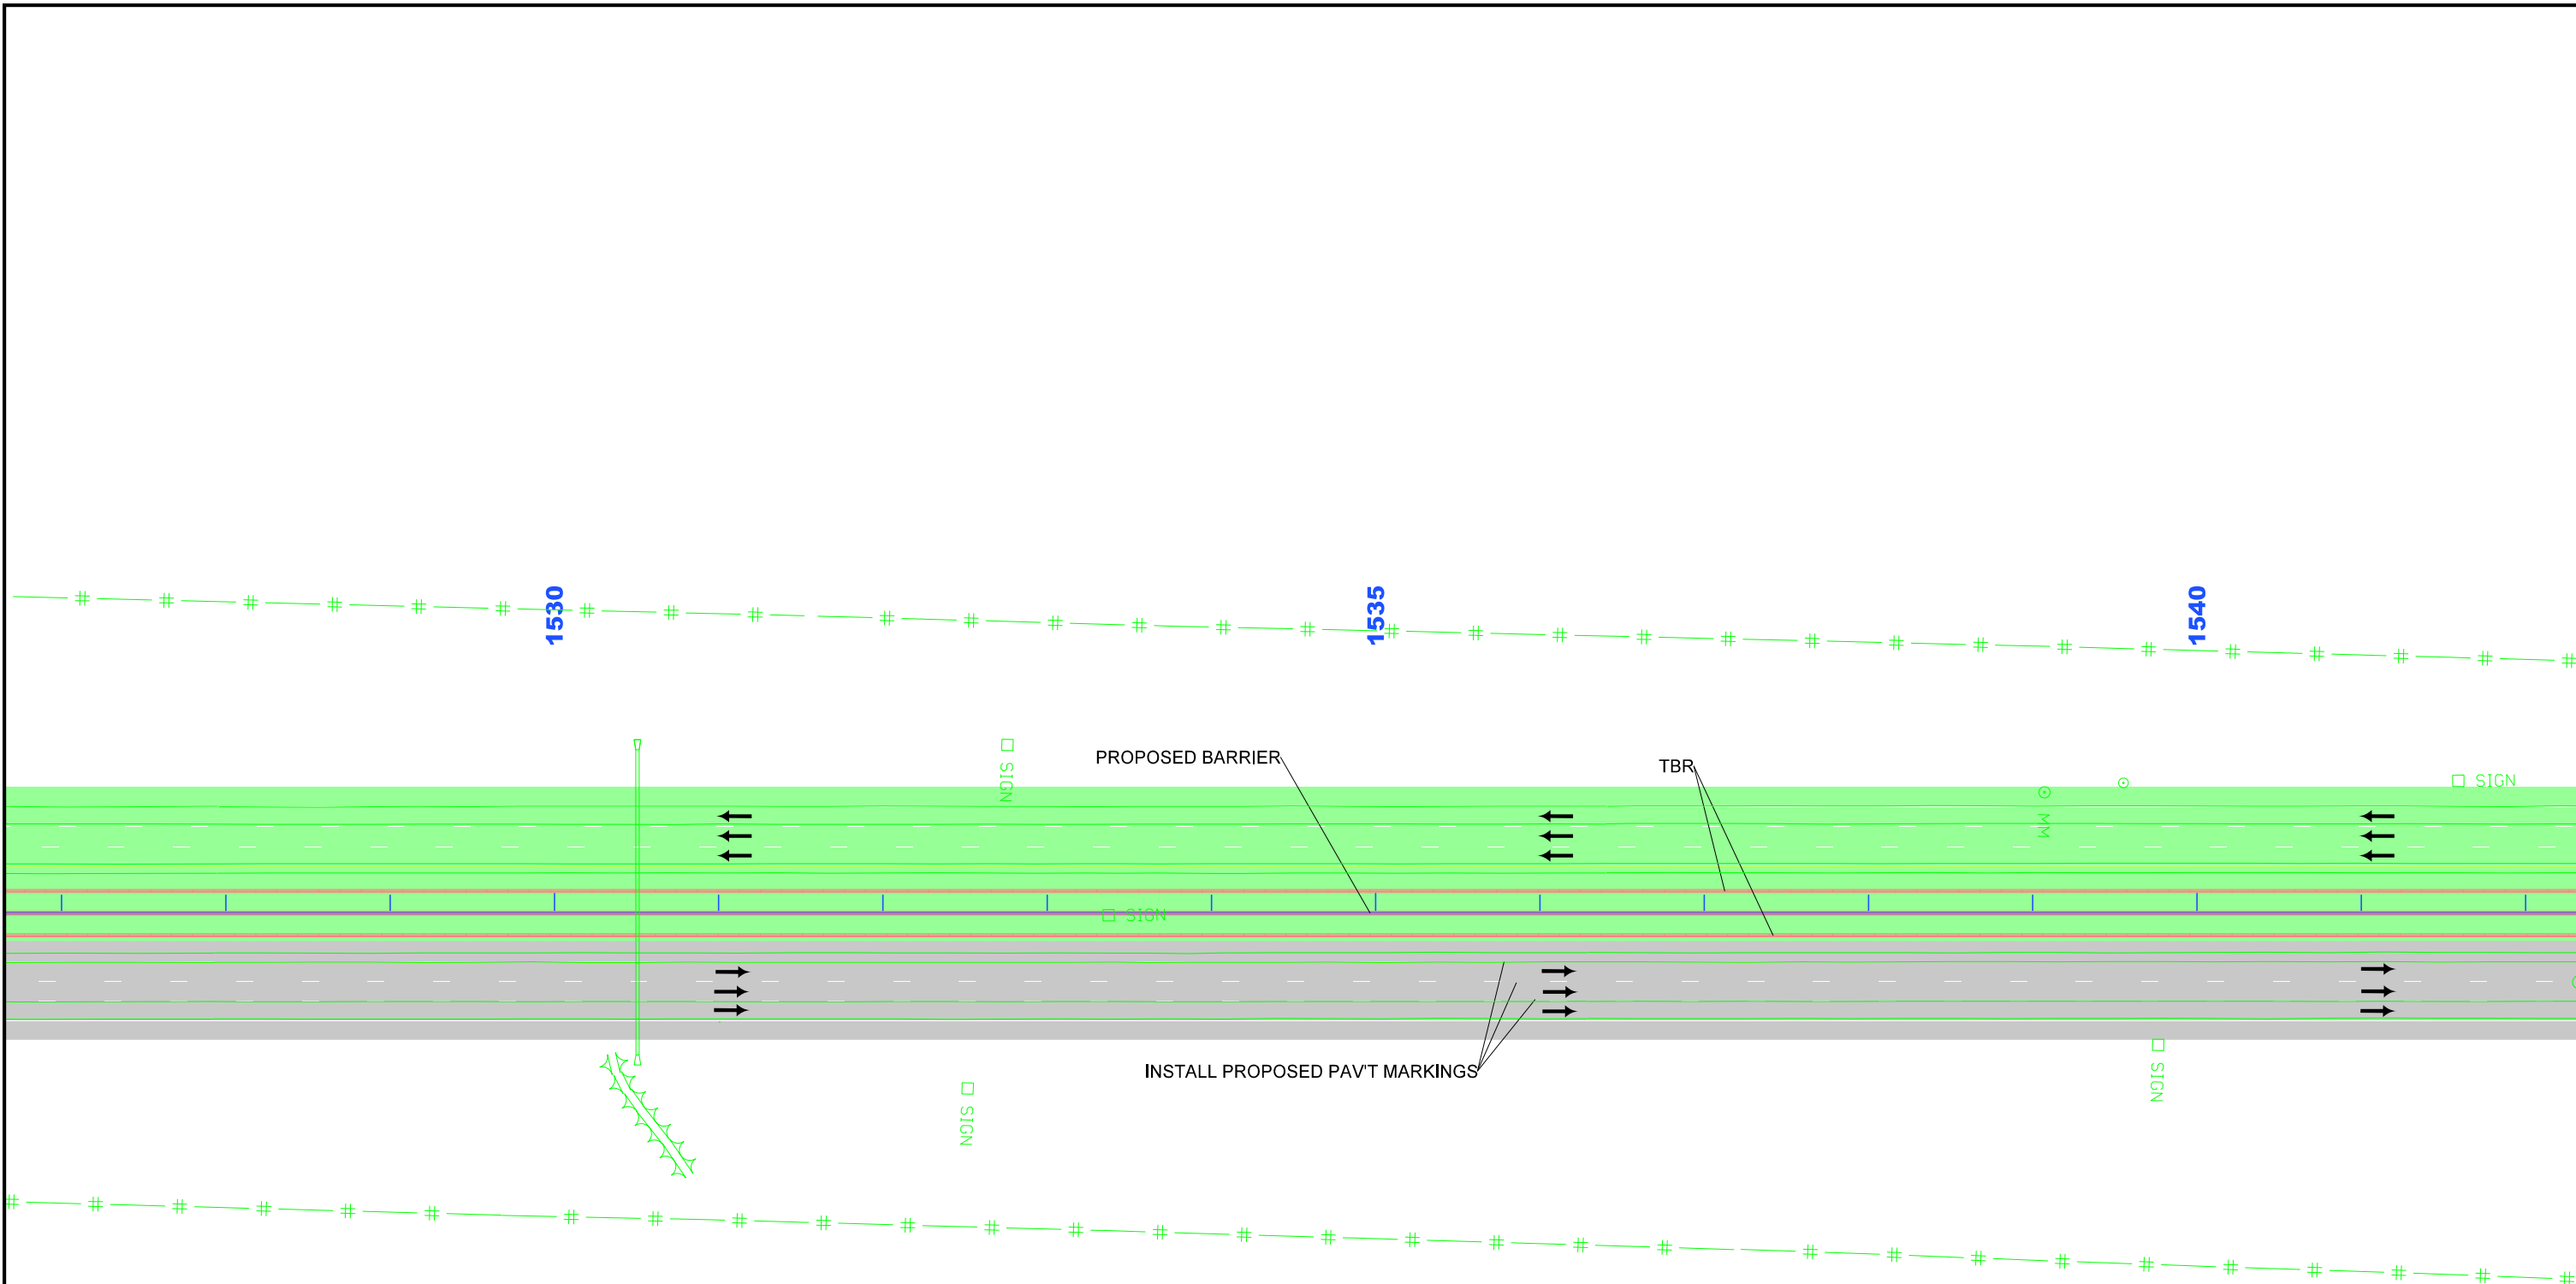 1530
1535
1540
SIGN
PROPOSED BARRIER
TBR
SIGN
MM
SIGN
INSTALL PROPOSED PAV'T MARKINGS
SIGN
SIGN